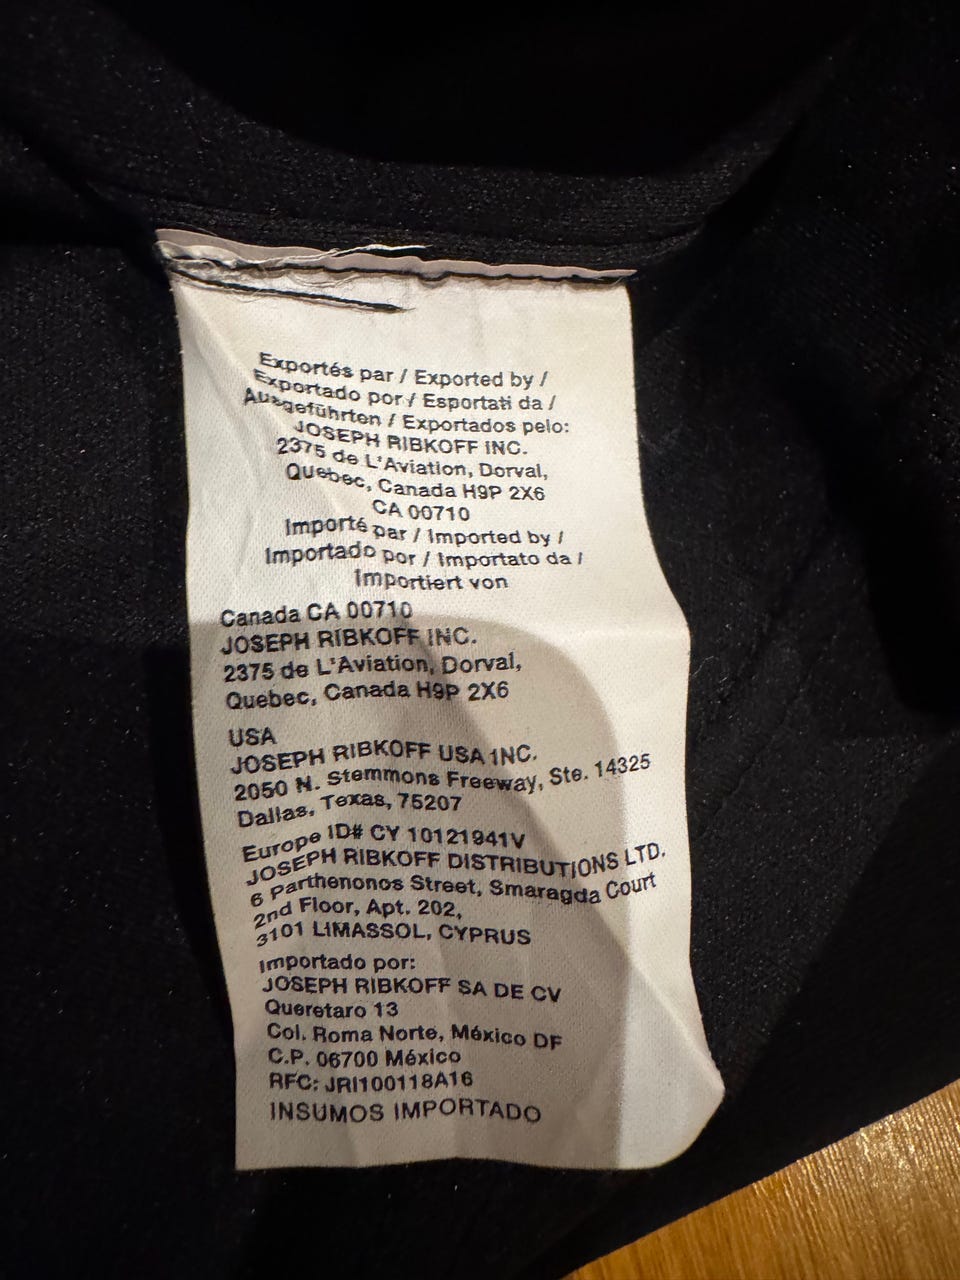 Exportés par / Exported by /
Exportado por / Esportati da /
Ausgeführten / Exportados pelo:
JOSEPH RIBKOFF INC.
2375 de L'Aviation, Dorval,
Quebec, Canada H9P 2X6
CA 00710
Importé par / Imported by /
Importado por / Importato da /
Importiert von
Canada CA 00710
JOSEPH RIBKOFF INC.
2375 de L'Aviation, Dorval,
Quebec, Canada H9P 2X6
USA
JOSEPH RIBKOFF USA INC.
2050 N. Stemmons Freeway, Ste. 14325
Dallas, Texas, 75207
Europe ID# CY 10121941V
JOSEPH RIBKOFF DISTRIBUTIONS LTD.
6 Parthenonos Street, Smaragda Court
2nd Floor, Apt. 202,
3101 LIMASSOL, CYPRUS
Importado por:
JOSEPH RIBKOFF SA DE CV
Queretaro 13
Col. Roma Norte, México DF
C.P. 06700 México
RFC: JRI100118A16
INSUMOS IMPORTADO